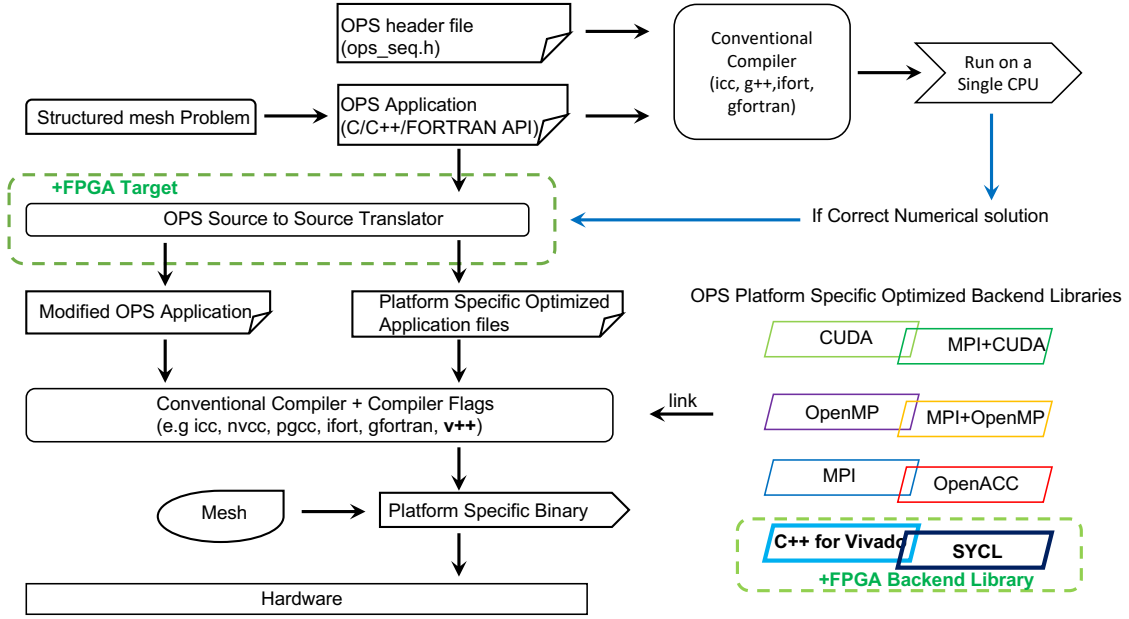 OPS header file
(ops_seq.h)
Conventional
Compiler
(icc, g++,ifort,
gfortran)
Run on a
Single CPU
Structured mesh Problem
OPS Application
(C/C++/FORTRAN API)
+FPGA Target
OPS Source to Source Translator
If Correct Numerical solution
Modified OPS Application
Platform Specific Optimized
Application files
OPS Platform Specific Optimized Backend Libraries
CUDA
MPI+CUDA
Conventional Compiler + Compiler Flags
(e.g icc, nvcc, pgcc, ifort, gfortran, v++)
link
OpenMP
MPI+OpenMP
MPI
OpenACC
Mesh
Platform Specific Binary
C++ for Vivado
SYCL
+FPGA Backend Library
Hardware